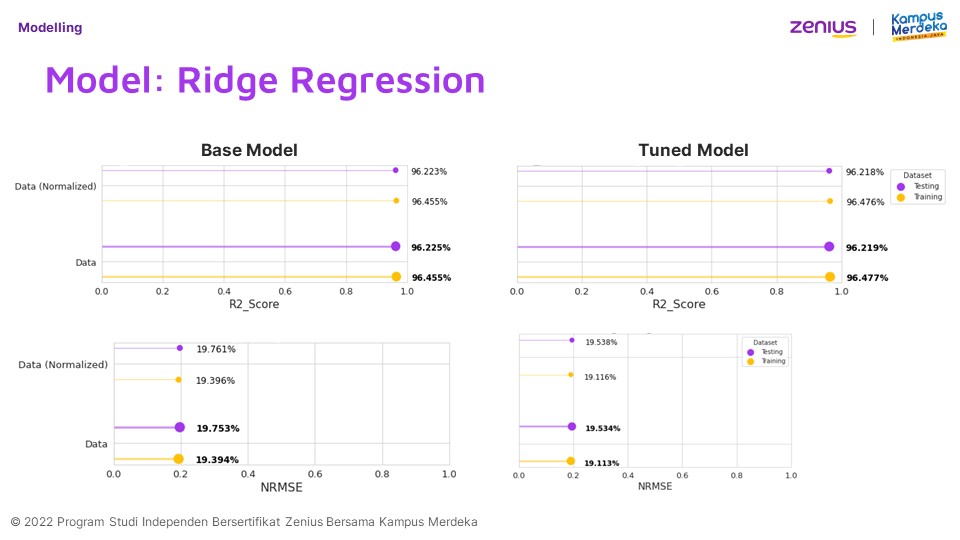 Modelling
zenius
Kampus
Merdeka
INDONESIA JAYA
Model: Ridge Regression
Base Model
Data (Normalized)
96.223%
96.455%
Data
96.225%
96.455%
0.0 0.2 0.4 0.6 0.8 1.0
R2_Score
Tuned Model
96.218%
96.476%
96.219%
96.477%
0.0 0.2 0.4 0.6 0.8 1.0
R2_Score
Dataset
Testing
Training
Data (Normalized)
19.761%
19.396%
Data
19.753%
19.394%
0.0 0.2 0.4 0.6 0.8 1.0
NRMSE
19.538%
19.116%
19.534%
19.113%
0.0 0.2 0.4 0.6 0.8 1.0
NRMSE
Dataset
Testing
Training
© 2022 Program Studi Independen Bersertifikat Zenius Bersama Kampus Merdeka